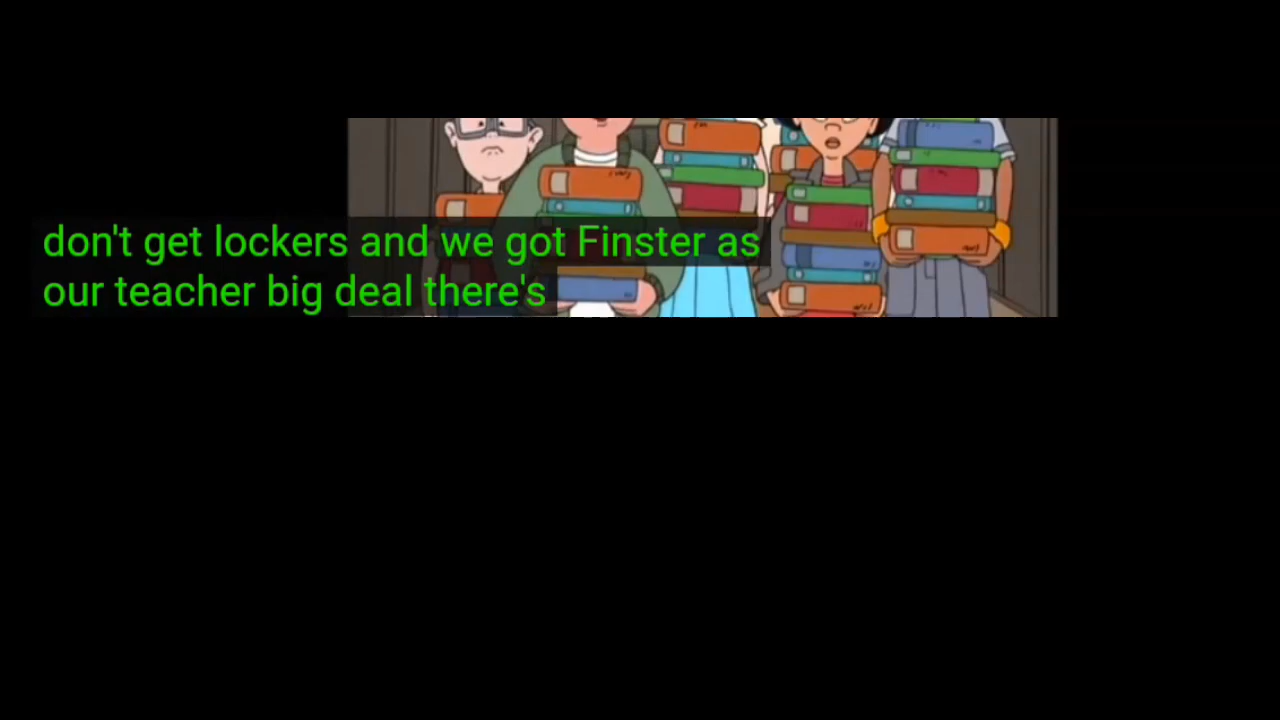 don't get lockers and we got Finster as
our teacher big deal there's